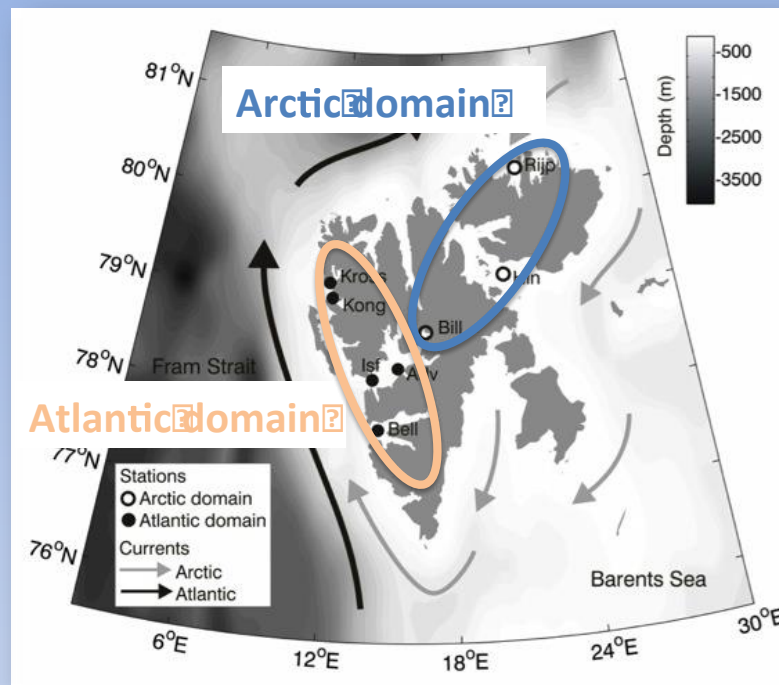 81°N
Arctic domain
80°N
79°N
78°N
77°N
76°N
Depth (m)
-500
-1500
-2500
-3500
Rijp
Kross
Kong
Hin
Bill
Fram Strait
Isf
Adv
Atlantic domain
Bell
Stations
Arctic domain
Atlantic domain
Currents
Arctic
Atlantic
Barents Sea
6°E
12°E
18°E
24°E
30°E